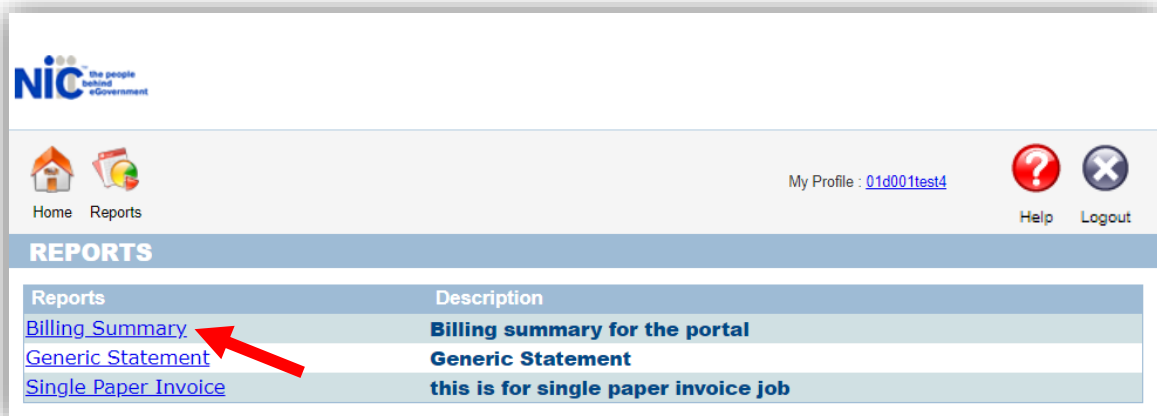 NIC the people
behind
eGovernment
My Profile : 01d001test4
Home Reports Help Logout
REPORTS
Reports Description
Billing Summary Billing summary for the portal
Generic Statement Generic Statement
Single Paper Invoice this is for single paper invoice job